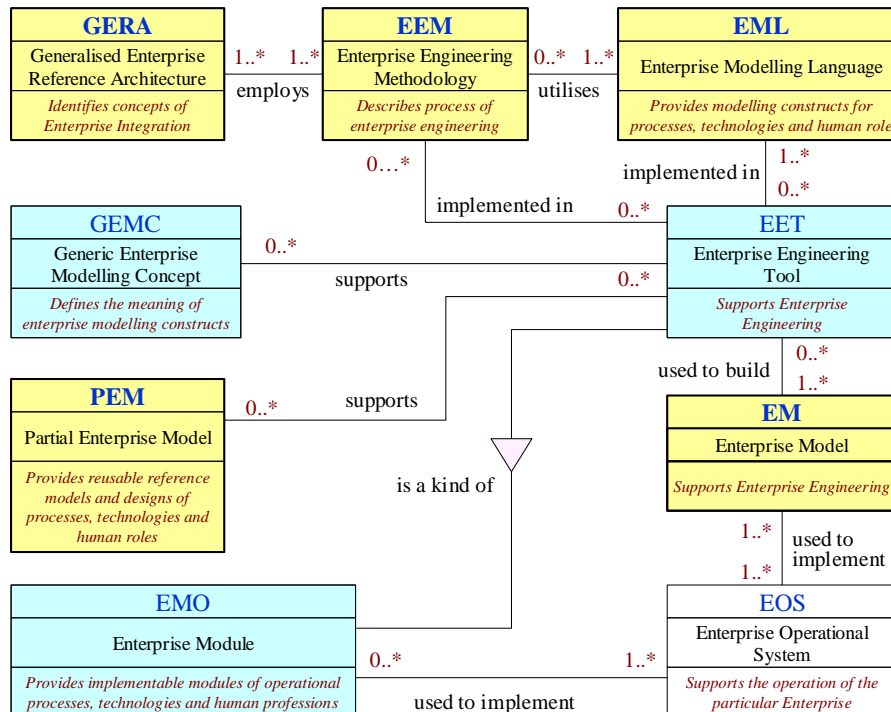 GERA
Generalised Enterprise
Reference Architecture
Identifies concepts of
Enterprise Integration
1..*
1..*
employs
EEM
Enterprise Engineering
Methodology
Describes process of
enterprise engineering
0..*
1..*
utilises
EML
Enterprise Modelling Language
Provides modelling constructs for
processes, technologies and human role
0…*
implemented in
0..*
1..*
implemented in
0..*
GEMC
Generic Enterprise
Modelling Concept
Defines the meaning of
enterprise modelling constructs
0..*
supports
0..*
EET
Enterprise Engineering
Tool
Supports Enterprise
Engineering
0..*
used to build
1..*
PEM
Partial Enterprise Model
Provides reusable reference
models and designs of
processes, technologies and
human roles
0..*
supports
is a kind of
EM
Enterprise Model
Supports Enterprise Engineering
1..*
used to
implement
1..*
EMO
Enterprise Module
Provides implementable modules of operational
processes, technologies and human professions
0..*
1..*
used to implement
EOS
Enterprise Operational
System
Supports the operation of the
particular Enterprise